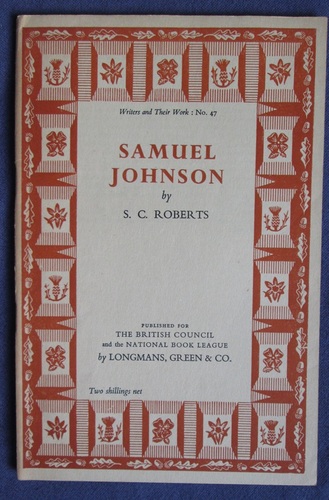 Writers and Their Work : No. 47
SAMUEL
JOHNSON
by
S. C. ROBERTS
PUBLISHED FOR
THE BRITISH COUNCIL
and the NATIONAL BOOK LEAGUE
by LONGMANS, GREEN & CO.
Two shillings net